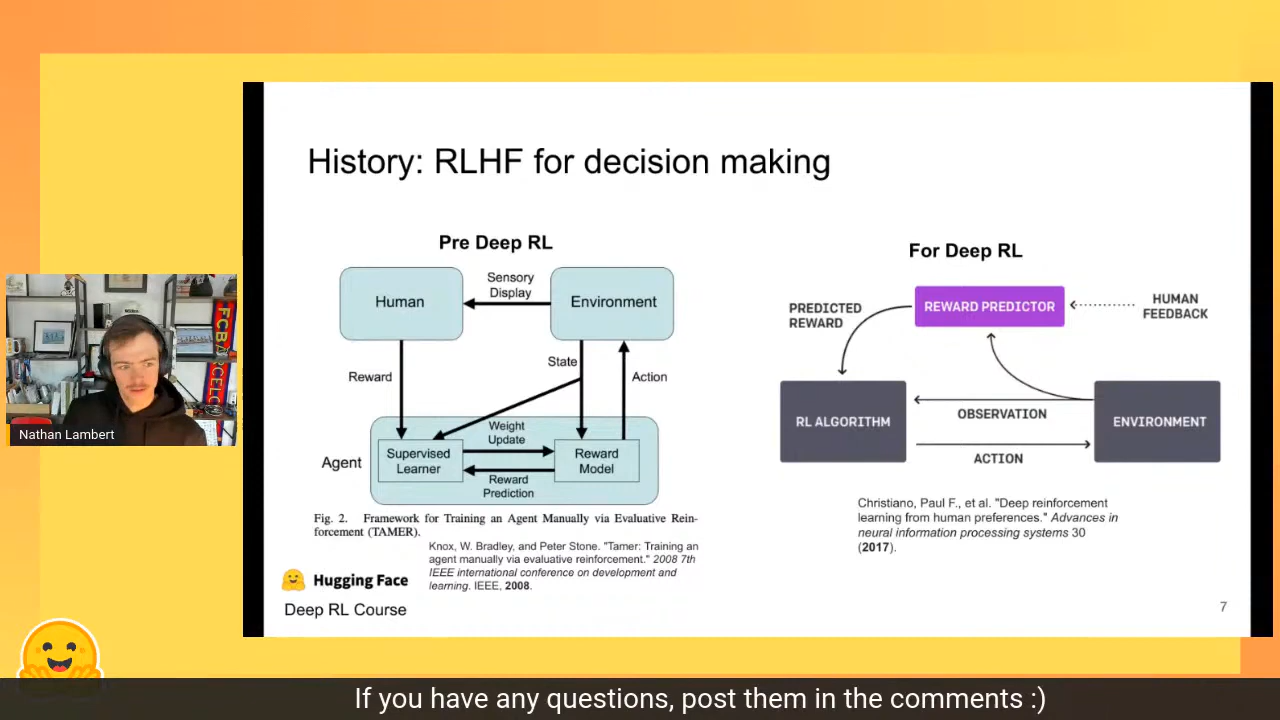 History: RLHF for decision making
Pre Deep RL
Human
Sensory
Display
Environment
Reward
State
Action
Agent
Supervised
Learner
Weight
Update
Reward
Prediction
Reward
Model
Fig. 2. Framework for Training an Agent Manually via Evaluative Rein-
forcement (TAMER).
Knox, W. Bradley, and Peter Stone. "Tamer: Training an
agent manually via evaluative reinforcement." 2008 7th
IEEE international conference on development and
learning. IEEE, 2008.
For Deep RL
PREDICTED
REWARD
REWARD PREDICTOR
HUMAN
FEEDBACK
RL ALGORITHM
OBSERVATION
ACTION
ENVIRONMENT
Christiano, Paul F., et al. "Deep reinforcement
learning from human preferences." Advances in
neural information processing systems 30
(2017).
Hugging Face
Deep RL Course
7
FCB
BARCELO
Nathan Lambert
If you have any questions, post them in the comments :)